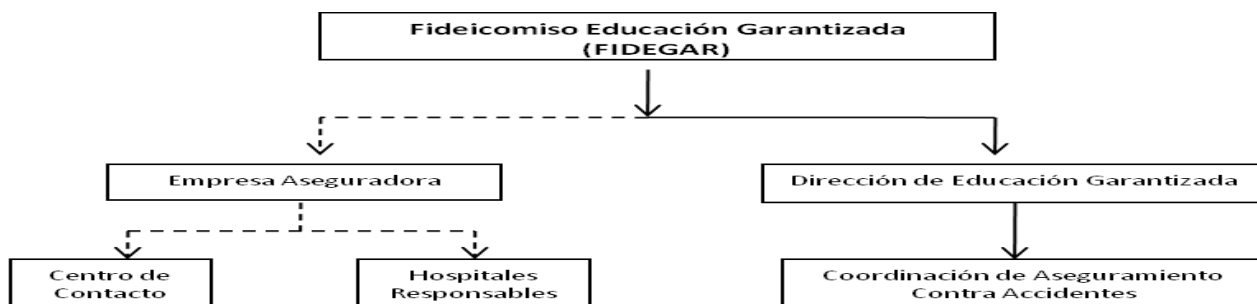 Fideicomiso Educación Garantizada
(FIDEGAR)
Empresa Aseguradora
Dirección de Educación Garantizada
Centro de
Contacto
Hospitales
Responsables
Coordinación de Aseguramiento
Contra Accidentes